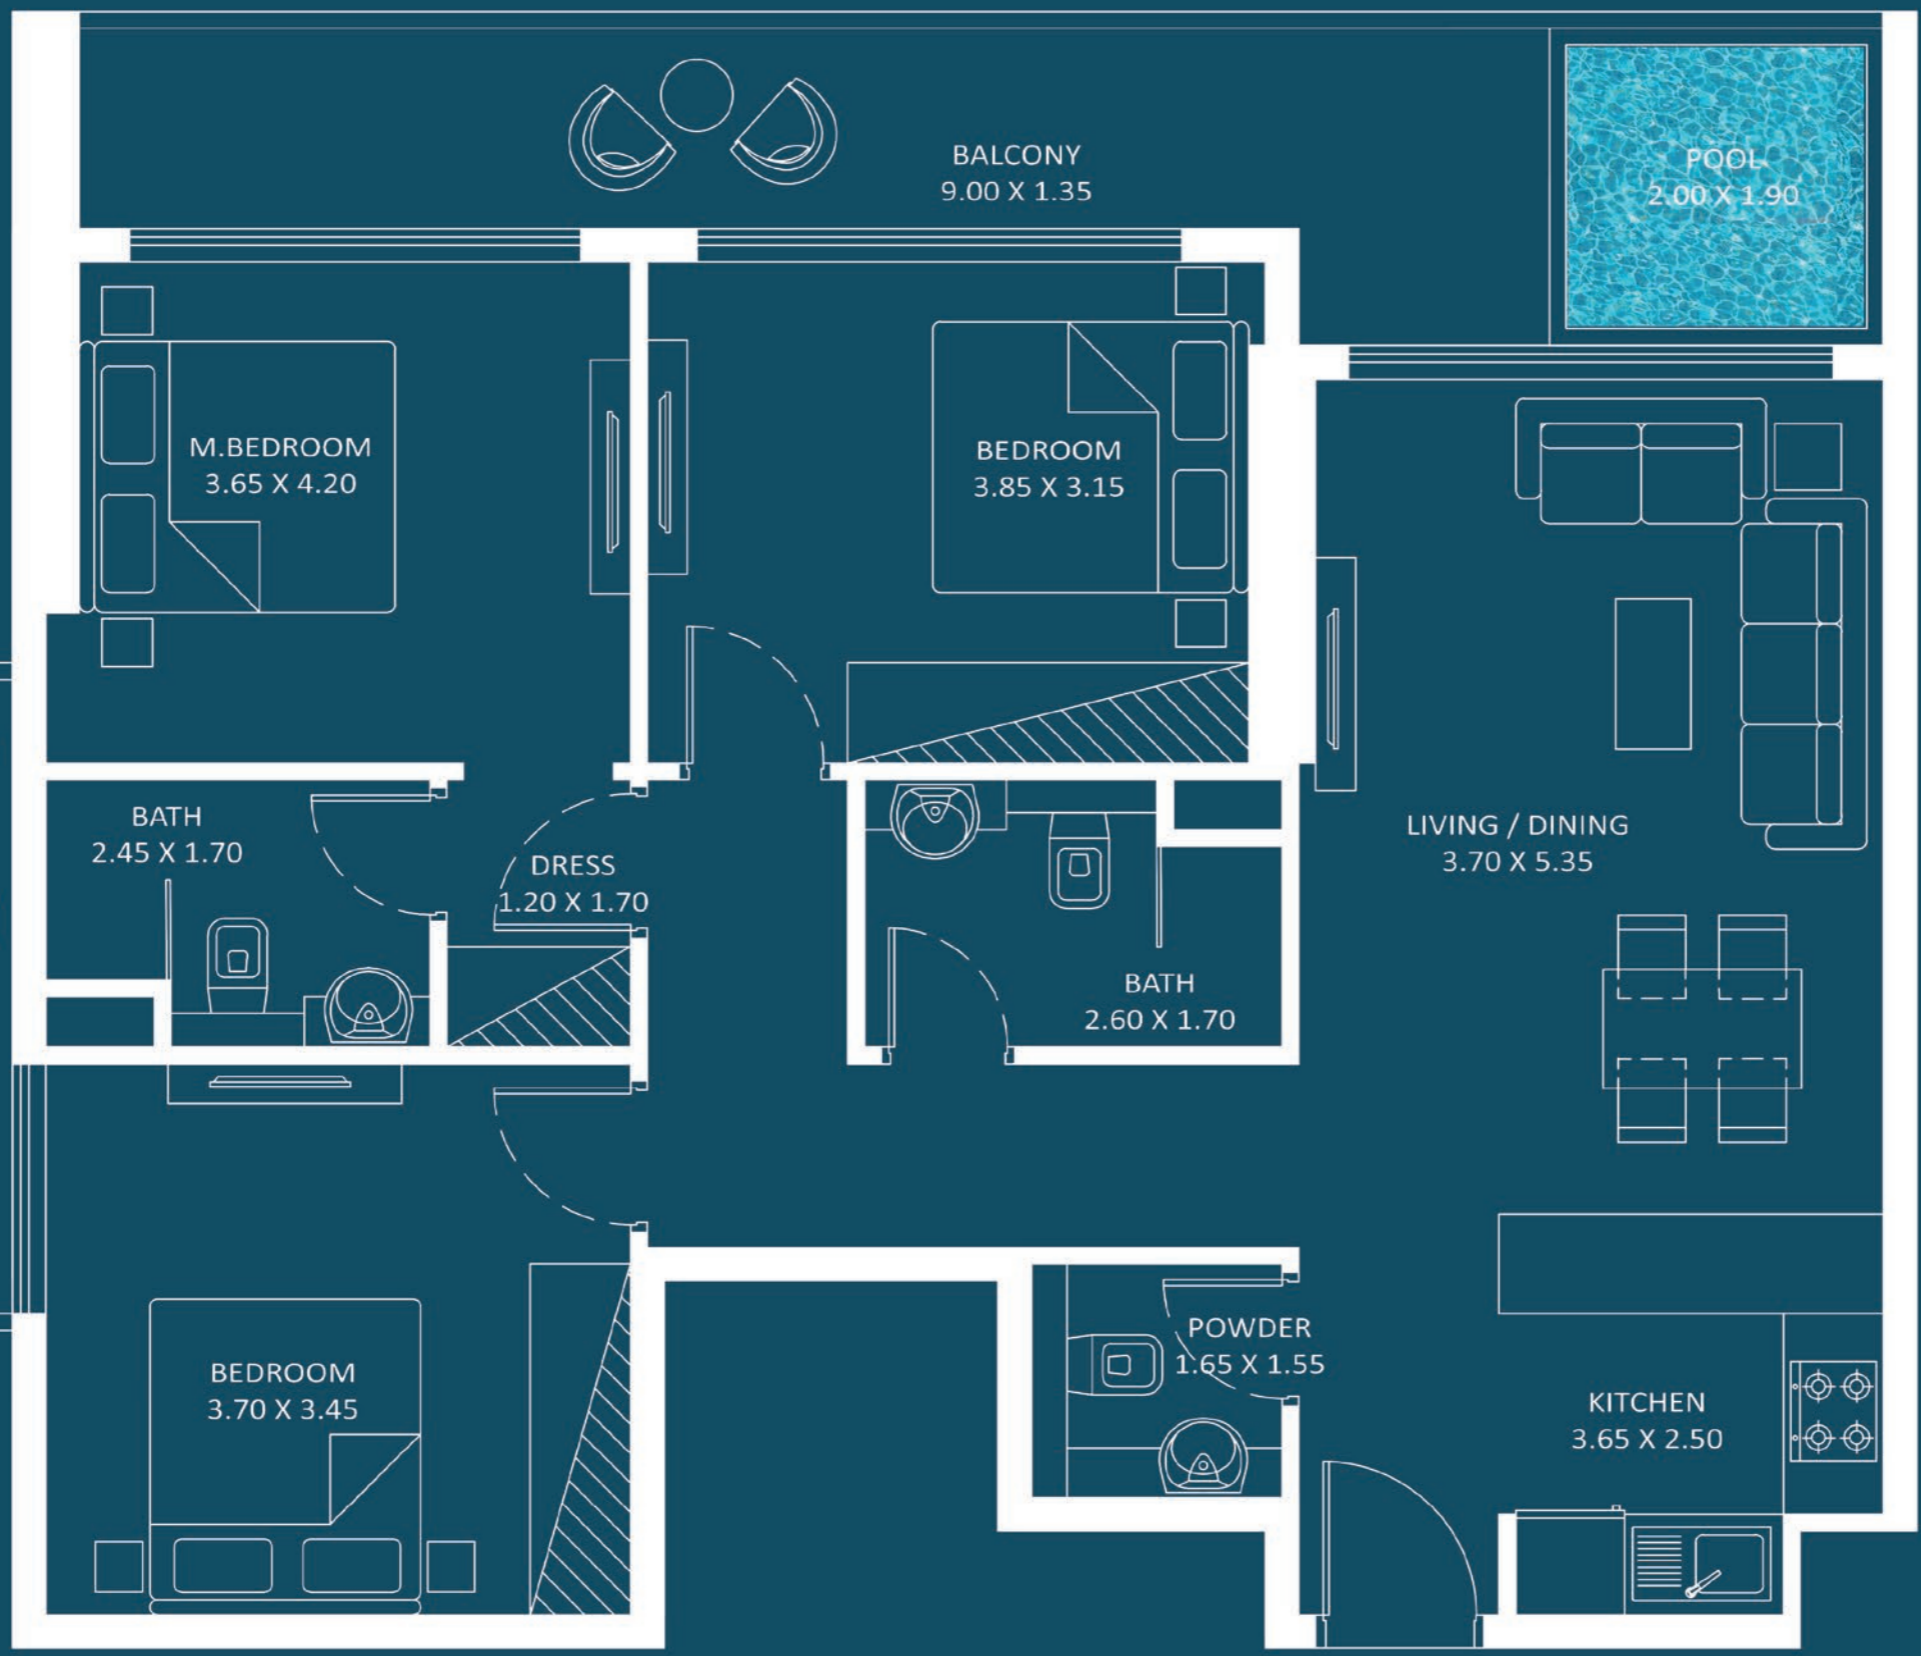 BALCONY
9.00 X 1.35
POOL
2.00 X 1.90
M.BEDROOM
3.65 X 4.20
BEDROOM
3.85 X 3.15
BATH
2.45 X 1.70
DRESS
1.20 X 1.70
LIVING / DINING
3.70 X 5.35
BATH
2.60 X 1.70
BEDROOM
3.70 X 3.45
POWDER
1.65 X 1.55
KITCHEN
3.65 X 2.50